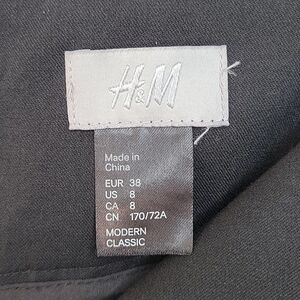 H&M
Made in
China
EUR 38
US 8
CA 8
CN 170/72A
MODERN
CLASSIC